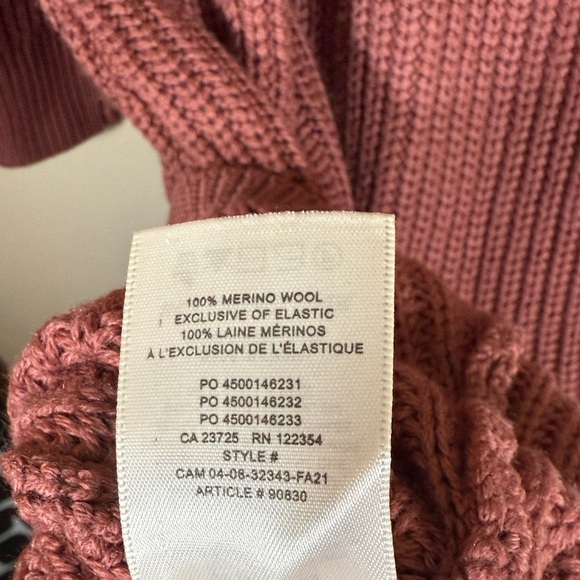 100% MERINO WOOL
EXCLUSIVE OF ELASTIC
100% LAINE MÉRINOS
À L'EXCLUSION DE L'ÉLASTIQUE
PO 4500146231
PO 4500146232
PO 4500146233
CA 23725 RN 122354
STYLE #
CAM 04-08-32343-FA21
ARTICLE # 90830